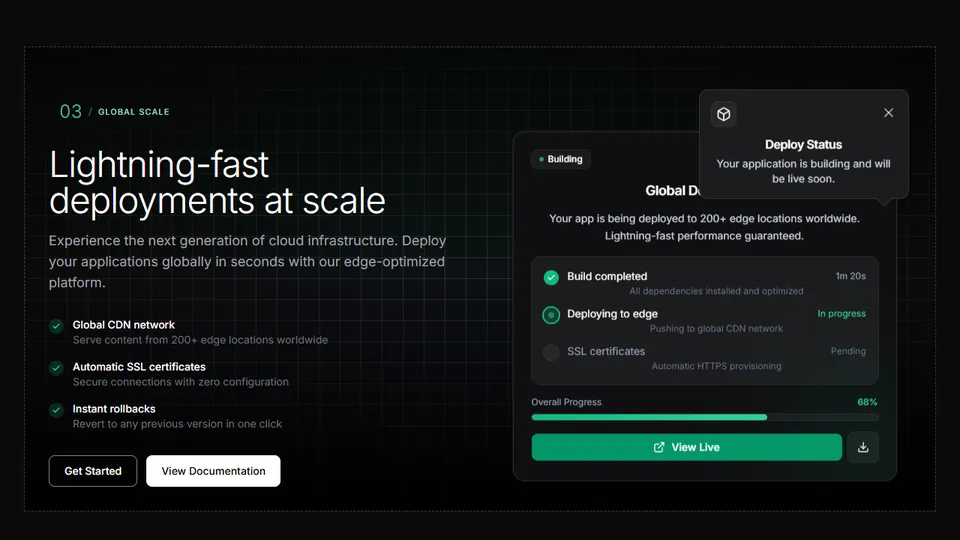 03 / GLOBAL SCALE
Lightning-fast
deployments at scale
Experience the next generation of cloud infrastructure. Deploy
your applications globally in seconds with our edge-optimized
platform.
Global CDN network
Serve content from 200+ edge locations worldwide
Automatic SSL certificates
Secure connections with zero configuration
Instant rollbacks
Revert to any previous version in one click
Get Started
View Documentation
Deploy Status
Your application is building and will
be live soon.
Building
Global
Your app is being deployed to 200+ edge locations worldwide.
Lightning-fast performance guaranteed.
Build completed
1m 20s
All dependencies installed and optimized
Deploying to edge
In progress
Pushing to global CDN network
SSL certificates
Pending
Automatic HTTPS provisioning
Overall Progress
68%
View Live